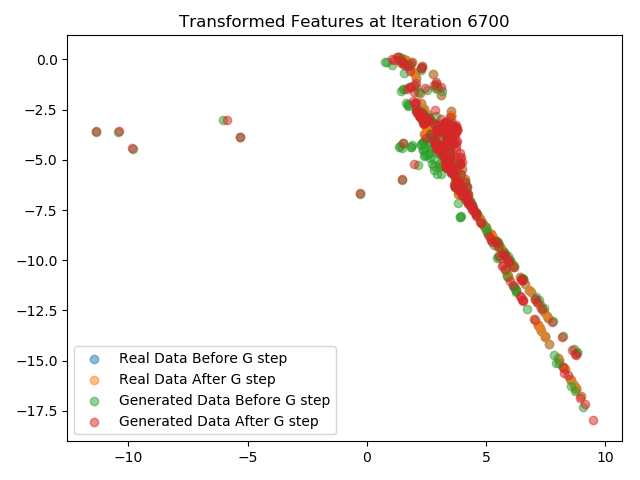 Transformed Features at Iteration 6700
0.0
−2.5
−5.0
−7.5
−10.0
−12.5
−15.0
−17.5
Real Data Before G step
Real Data After G step
Generated Data Before G step
Generated Data After G step
−10 −5 0 5 10